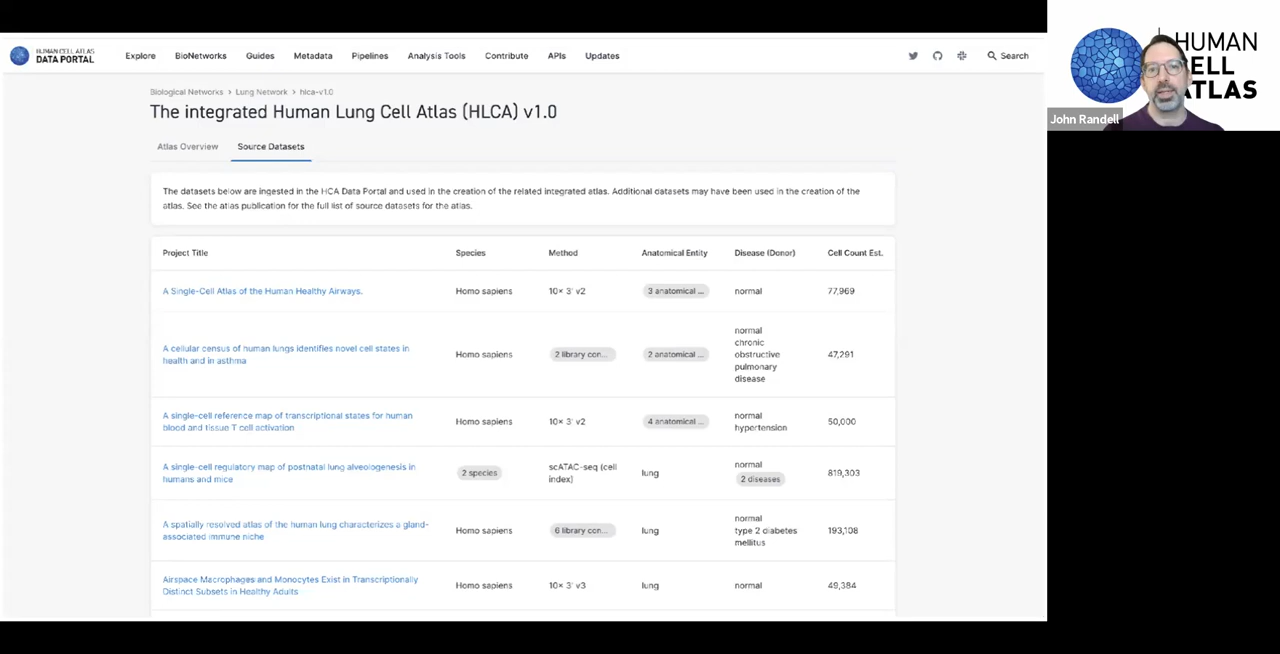 HUMAN CELL ATLAS
DATA PORTAL
Explore BioNetworks Guides Metadata Pipelines Analysis Tools Contribute APIs Updates Search
Biological Networks > Lung Network > hlca-v1.0
The integrated Human Lung Cell Atlas (HLCA) v1.0
Atlas Overview Source Datasets
The datasets below are ingested in the HCA Data Portal and used in the creation of the related integrated atlas. Additional datasets may have been used in the creation of the
atlas. See the atlas publication for the full list of source datasets for the atlas.
Project Title Species Method Anatomical Entity Disease (Donor) Cell Count Est.
A Single-Cell Atlas of the Human Healthy Airways. Homo sapiens 10× 3' v2 3 anatomical ... normal 77,969
A cellular census of human lungs identifies novel cell states in
health and in asthma
Homo sapiens
2 library con...
2 anatomical ...
normal
chronic
obstructive
pulmonary
disease
47,291
A single-cell reference map of transcriptional states for human
blood and tissue T cell activation
Homo sapiens
10× 3' v2
4 anatomical ...
normal
hypertension
50,000
A single-cell regulatory map of postnatal lung alveologenesis in
humans and mice
2 species
scATAC-seq (cell
index)
lung
normal
2 diseases
819,303
A spatially resolved atlas of the human lung characterizes a gland-
associated immune niche
Homo sapiens
6 library con...
lung
normal
type 2 diabetes
mellitus
193,108
Airspace Macrophages and Monocytes Exist in Transcriptionally
Distinct Subsets in Healthy Adults
Homo sapiens
10× 3' v3
lung
normal
49,384
HUMAN
ELL
ATLAS
John Randell